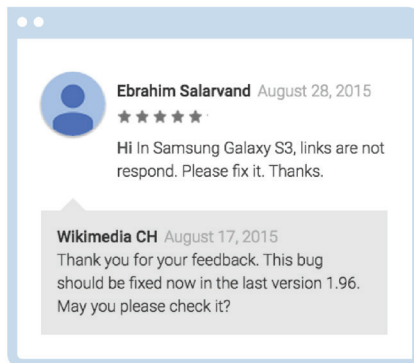 Ebrahim Salarvand August 28, 2015
★★★★★
Hi In Samsung Galaxy S3, links are not
respond. Please fix it. Thanks.
Wikimedia CH August 17, 2015
Thank you for your feedback. This bug
should be fixed now in the last version 1.96.
May you please check it?